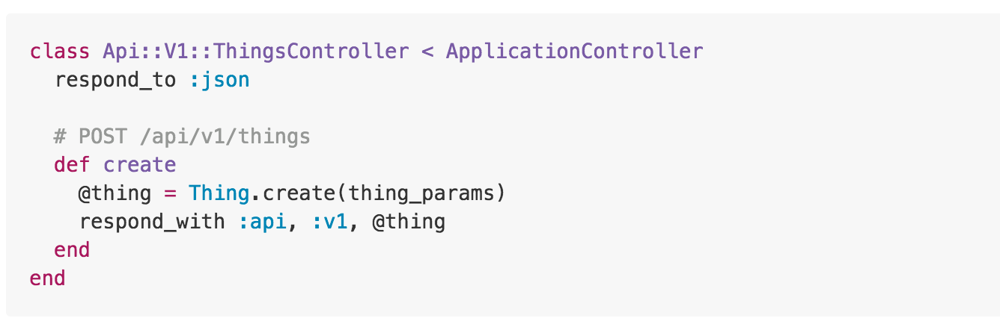 class Api::V1::ThingsController < ApplicationController
  respond_to :json

  # POST /api/v1/things
  def create
    @thing = Thing.create(thing_params)
    respond_with :api, :v1, @thing
  end
end